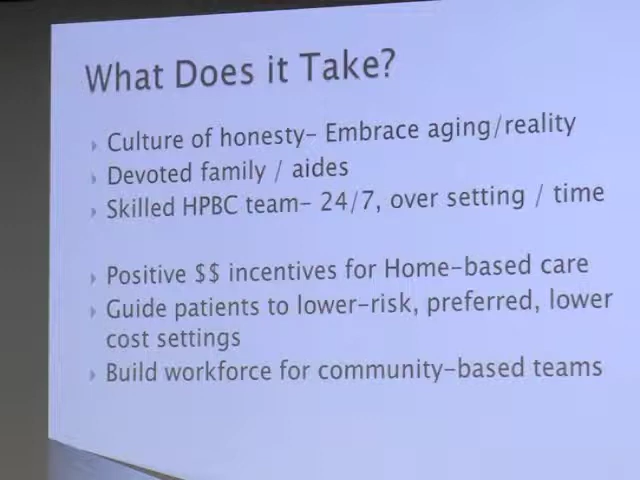 What Does it Take?
Culture of honesty– Embrace aging/reality
Devoted family / aides
Skilled HPBC team– 24/7, over setting / time
Positive $$ incentives for Home–based care
Guide patients to lower–risk, preferred, lower
cost settings
Build workforce for community–based teams